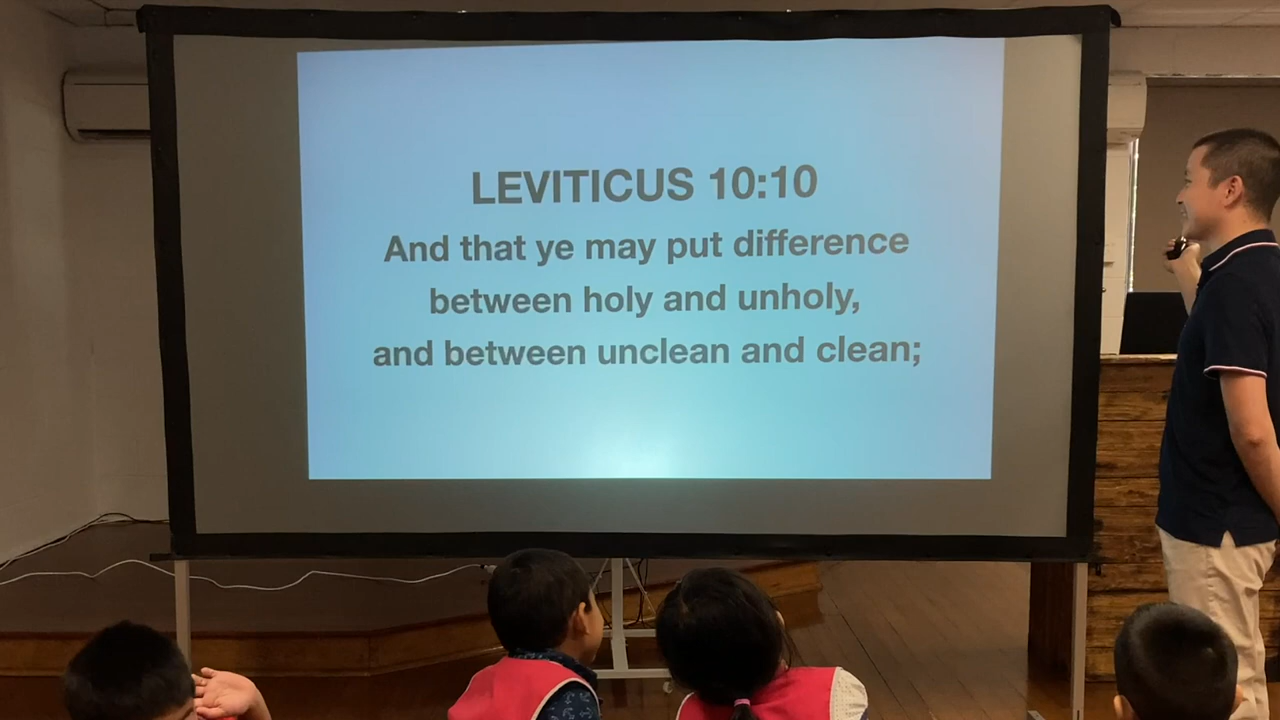 LEVITICUS 10:10
And that ye may put difference
between holy and unholy,
and between unclean and clean;